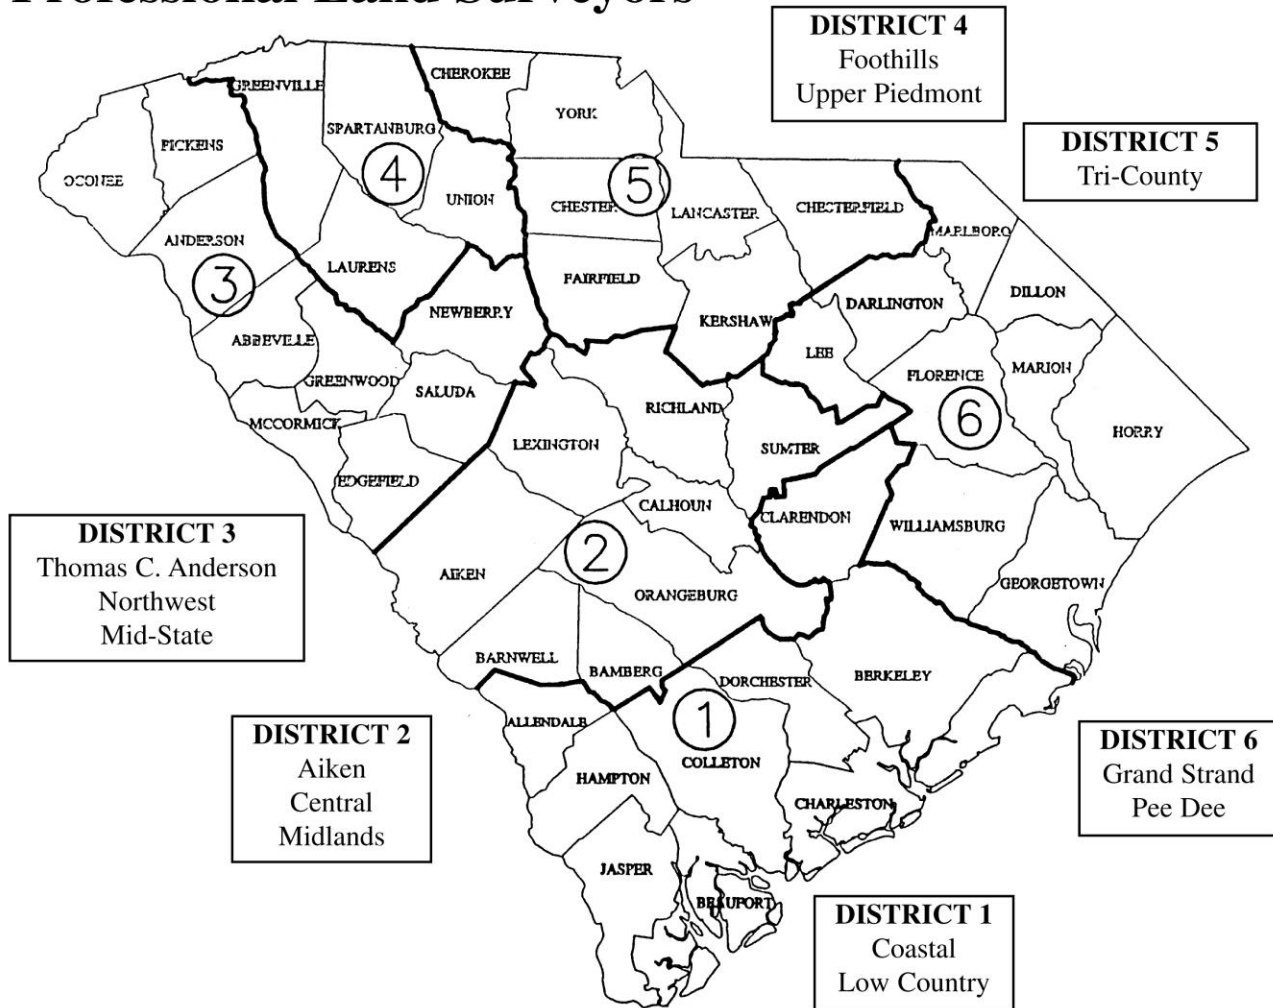 Professional Land Surveyors
DISTRICT 4
Foothills
Upper Piedmont
DISTRICT 5
Tri-County
CHEROKEE
GREENVILLE
YORK
SPARTANBURG
PICKENS
4
5
OCONEE
UNION
CHESTER
LANCASTER
CHESTERFIELD
MARLBORO
ANDERSON
3
LAURENS
FAIRFIELD
DILLON
DARLINGTON
NEWBERRY
KERSHAW
ABBEVILLE
LEE
MARION
FLORENCE
GREENWOOD
SALUDA
RICHLAND
6
MCCORMICK
LEXINGTON
SUMTER
HORRY
EDGEFIELD
CALHOUN
CLARENDON
WILLIAMSBURG
DISTRICT 3
Thomas C. Anderson
Northwest
Mid-State
2
AIKEN
ORANGEBURG
GEORGETOWN
BARNWELL
BAMBERG
DORCHESTER
BERKELEY
1
ALLENDALE
COLLETON
HAMPTON
CHARLESTON
DISTRICT 2
Aiken
Central
Midlands
DISTRICT 6
Grand Strand
Pee Dee
JASPER
BEAUFORT
DISTRICT 1
Coastal
Low Country